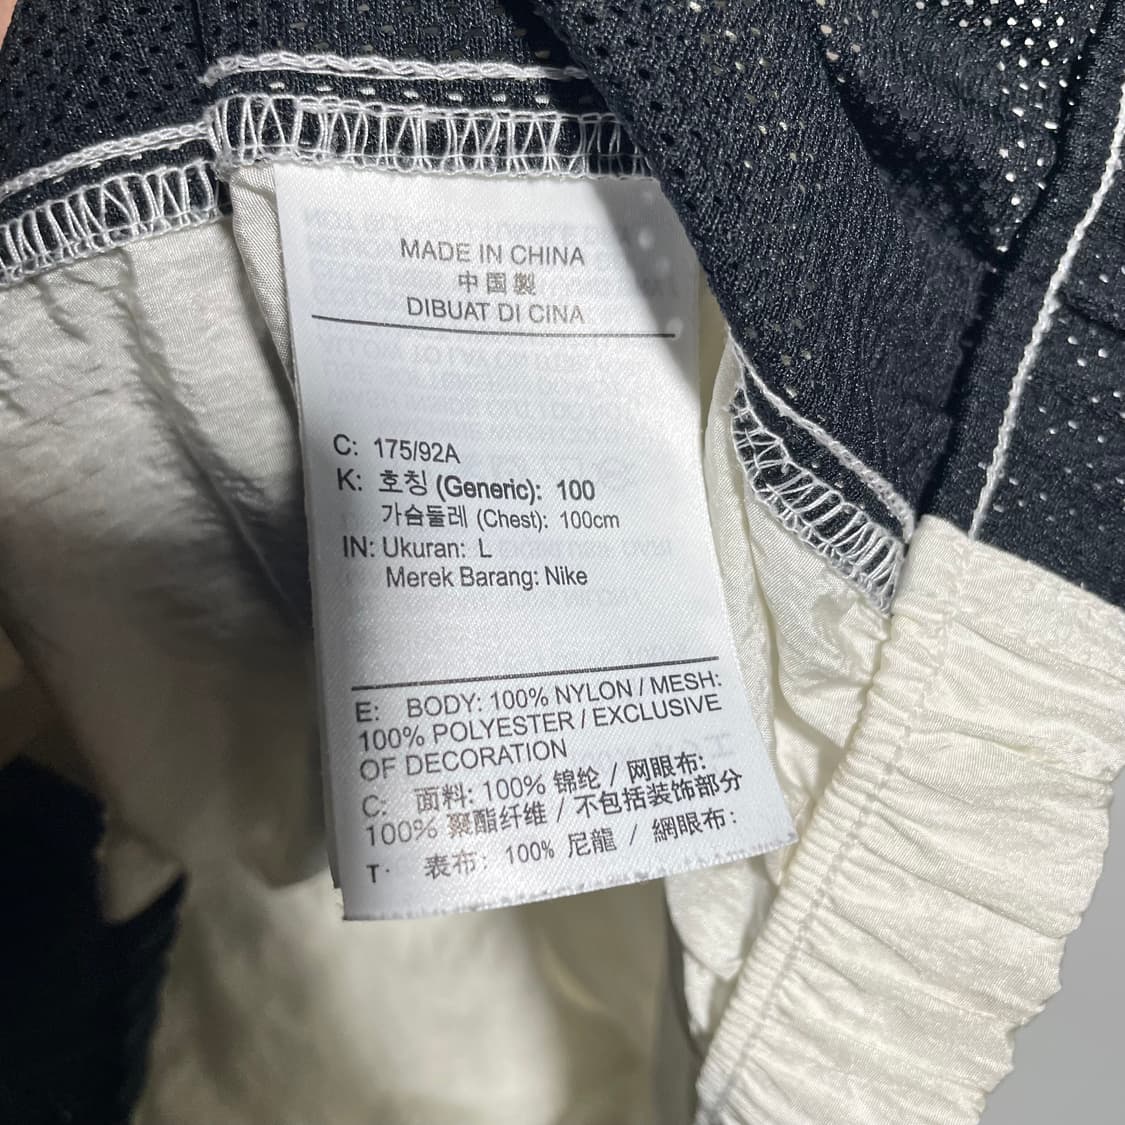 MADE IN CHINA
中国製
DIBUAT DI CINA
C: 175/92A
K: 호칭 (Generic): 100
가슴둘레 (Chest): 100cm
IN: Ukuran: L
Merek Barang: Nike
E: BODY: 100% NYLON / MESH:
100% POLYESTER / EXCLUSIVE
OF DECORATION
C: 面料: 100% 锦纶 / 网眼布:
100% 聚酯纤维 / 不包括装饰部分
T: 表布: 100% 尼龍 / 網眼布: